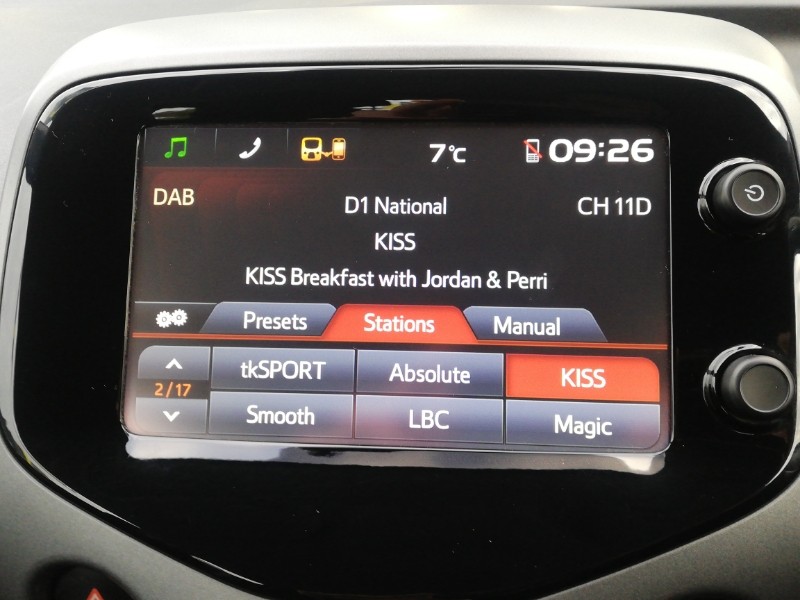 7°C 09:26
DAB D1 National CH 11D
KISS
KISS Breakfast with Jordan & Perri
Presets Stations Manual
tkSPORT Absolute KISS
2/17
Smooth LBC Magic